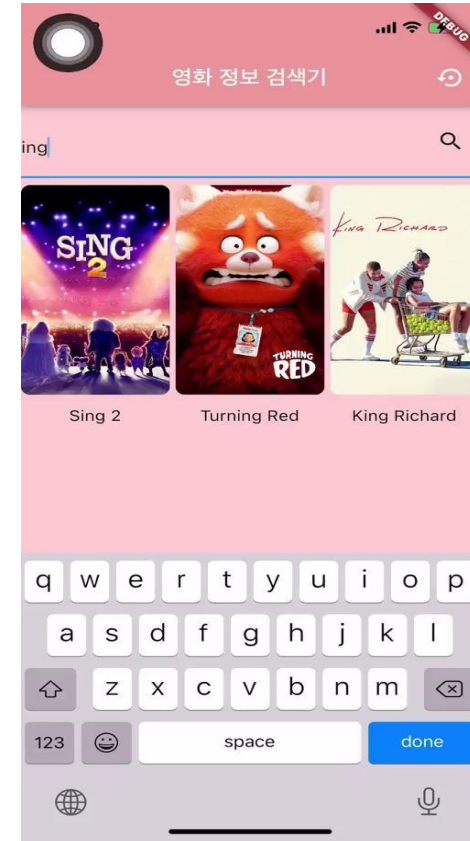 DEBUG
영화 정보 검색기
ing
SING
2
TURNING
RED
KING RICHARD
Sing 2
Turning Red
King Richard
q w e r t y u i o p
a s d f g h j k l
z x c v b n m
123 space done